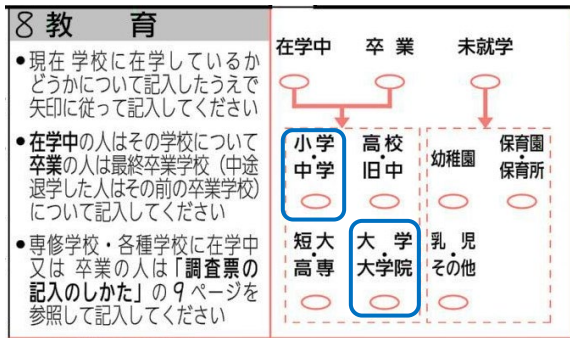 8 教 育
●現在 学校に在学しているか
どうかについて記入したうえで
矢印に従って記入してください
●在学中の人はその学校について
卒業の人は最終卒業学校（中途
退学した人はその前の卒業学校）
について記入してください
●専修学校・各種学校に在学中
又は 卒業の人は「調査票の
記入のしかた」の9ページを
参照して記入してください
在学中 卒 業 未就学
小学・中学
高校・旧中
幼稚園
保育園・保育所
短大・高専
大 学・大学院
乳 児・その他